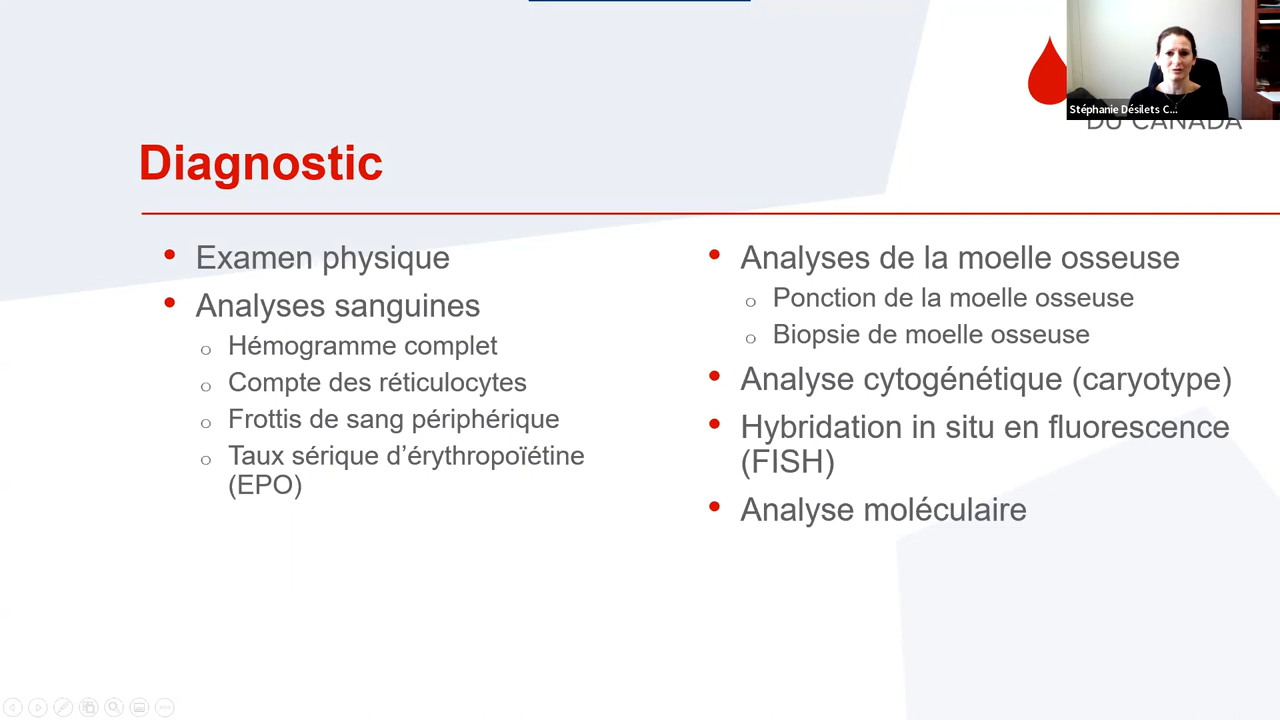 Stéphanie Désilets C...
DU CANADA
Diagnostic
• Examen physique
• Analyses sanguines
o Hémogramme complet
o Compte des réticulocytes
o Frottis de sang périphérique
o Taux sérique d’érythropoïétine
(EPO)
• Analyses de la moelle osseuse
o Ponction de la moelle osseuse
o Biopsie de moelle osseuse
• Analyse cytogénétique (caryotype)
• Hybridation in situ en fluorescence
(FISH)
• Analyse moléculaire